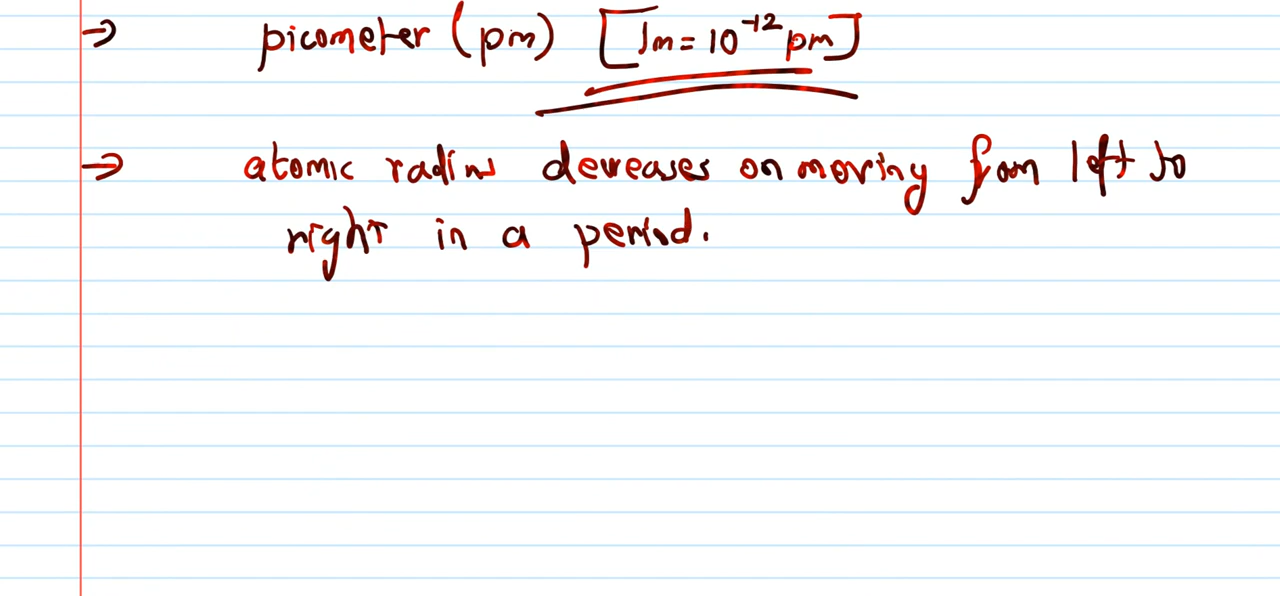 → picometer (pm) [1m = 10⁻¹² pm]
→ atomic radius decreases on moving from left to
right in a period.